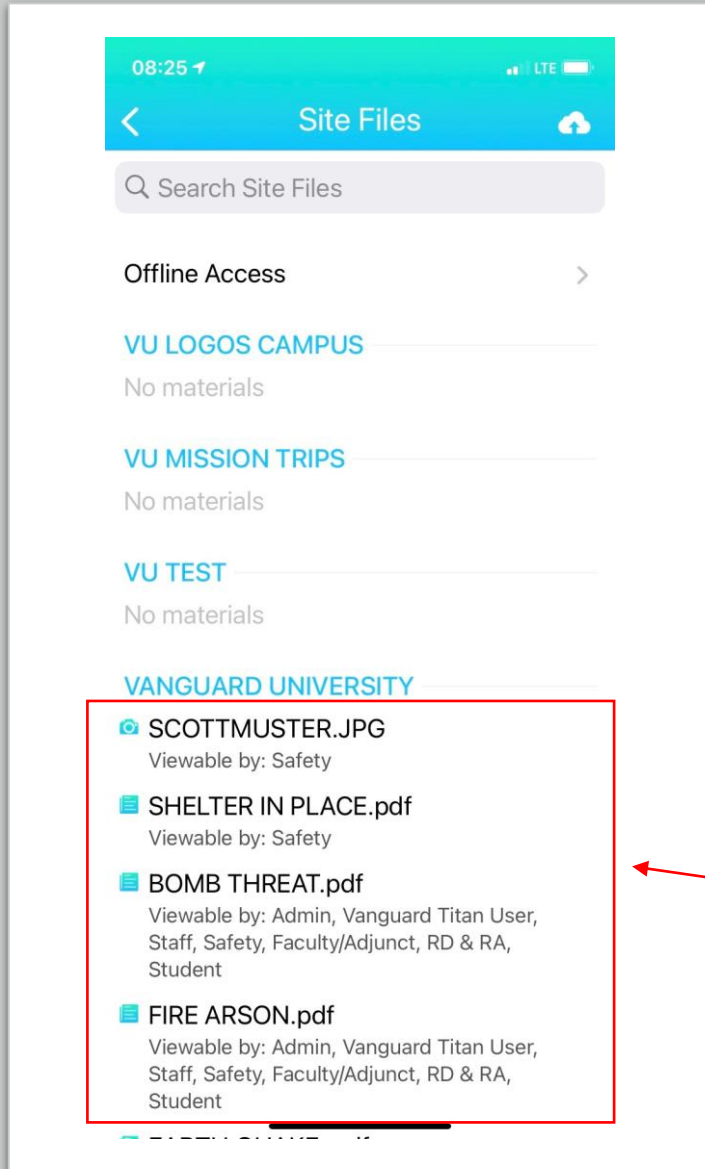 08:25
LTE
Site Files
Search Site Files
Offline Access
VU LOGOS CAMPUS
No materials
VU MISSION TRIPS
No materials
VU TEST
No materials
VANGUARD UNIVERSITY
SCOTTMUSTER.JPG
Viewable by: Safety
SHELTER IN PLACE.pdf
Viewable by: Safety
BOMB THREAT.pdf
Viewable by: Admin, Vanguard Titan User,
Staff, Safety, Faculty/Adjunct, RD & RA,
Student
FIRE ARSON.pdf
Viewable by: Admin, Vanguard Titan User,
Staff, Safety, Faculty/Adjunct, RD & RA,
Student